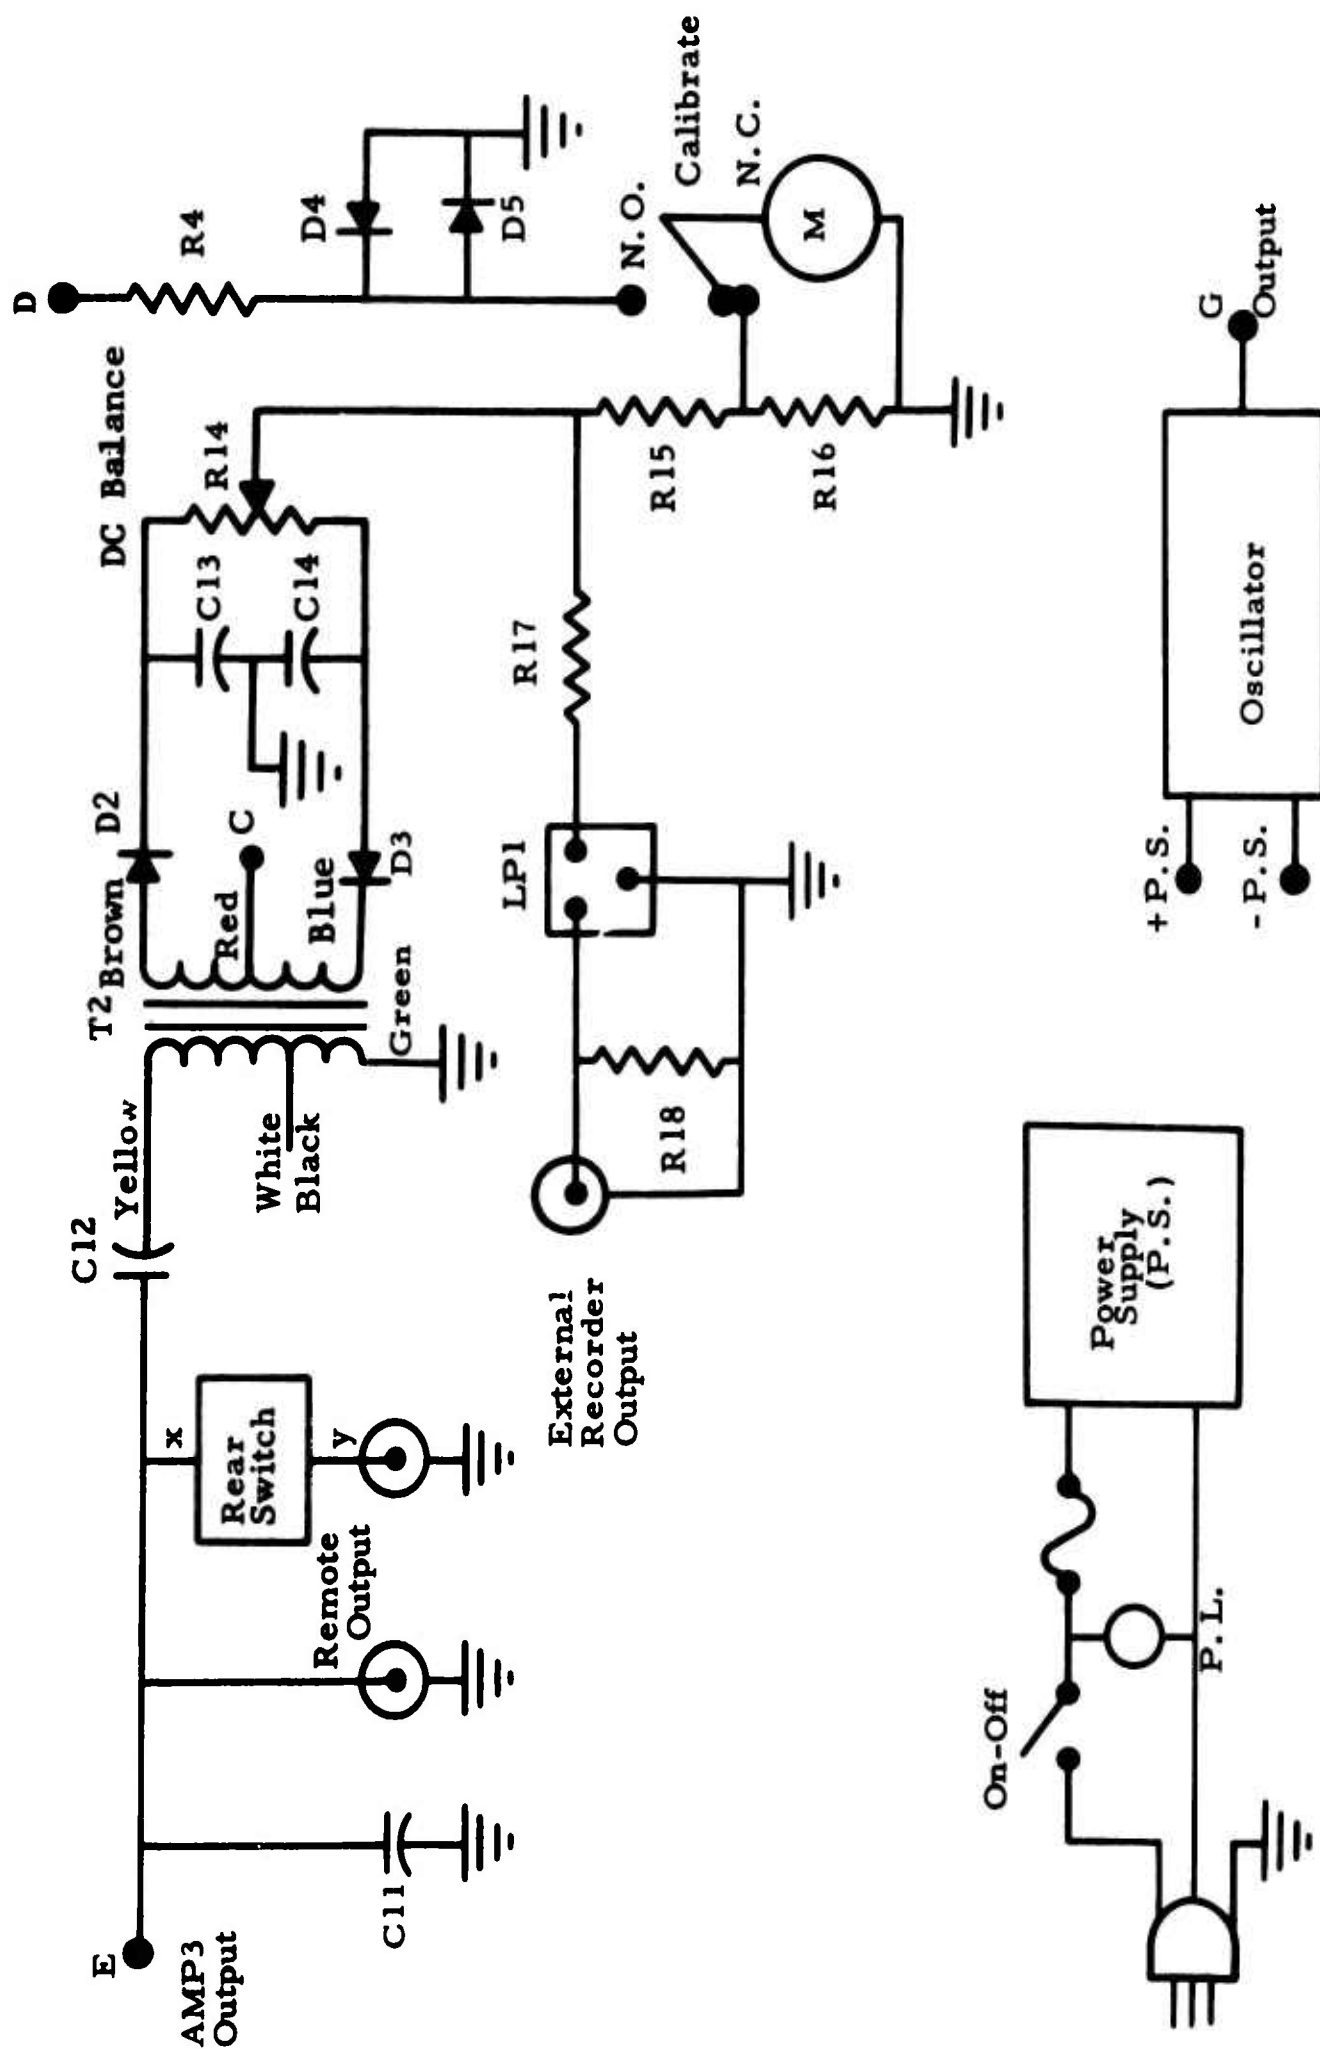 E
AMP3
Output
C11
Remote
Output
x
Rear
Switch
y
C12
Yellow
White
Black
T2
Brown
Green
Red
Blue
C
D2
D3
C13
C14
DC Balance
R14
D
R4
D4
D5
N.O.
Calibrate
N.C.
M
R15
R16
R17
LP1
R18
External
Recorder
Output
On-Off
P.L.
Power
Supply
(P.S.)
+P.S.
-P.S.
Oscillator
G
Output